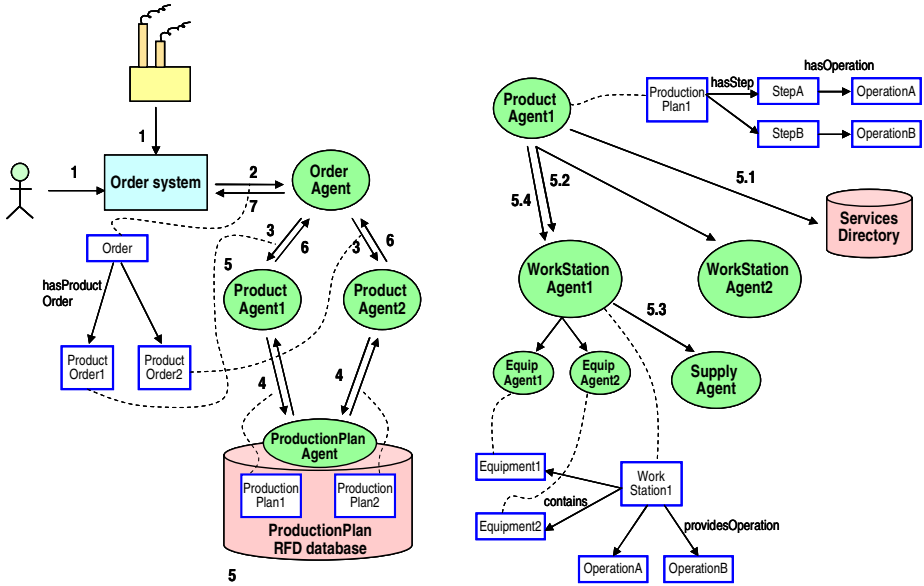 1
1
Order system
2
7
Order
Agent
Order
hasProduct
Order
Product
Order1
Product
Order2
5
3
6
3
6
Product
Agent1
Product
Agent2
4
4
ProductionPlan
Agent
Production
Plan1
Production
Plan2
ProductionPlan
RFD database
5
Product
Agent1
Production
Plan1
hasStep
hasOperation
StepA
OperationA
StepB
OperationB
5.4
5.2
5.1
Services
Directory
WorkStation
Agent1
WorkStation
Agent2
5.3
Equip
Agent1
Equip
Agent2
Supply
Agent
Equipment1
Equipment2
contains
Work
Station1
providesOperation
OperationA
OperationB